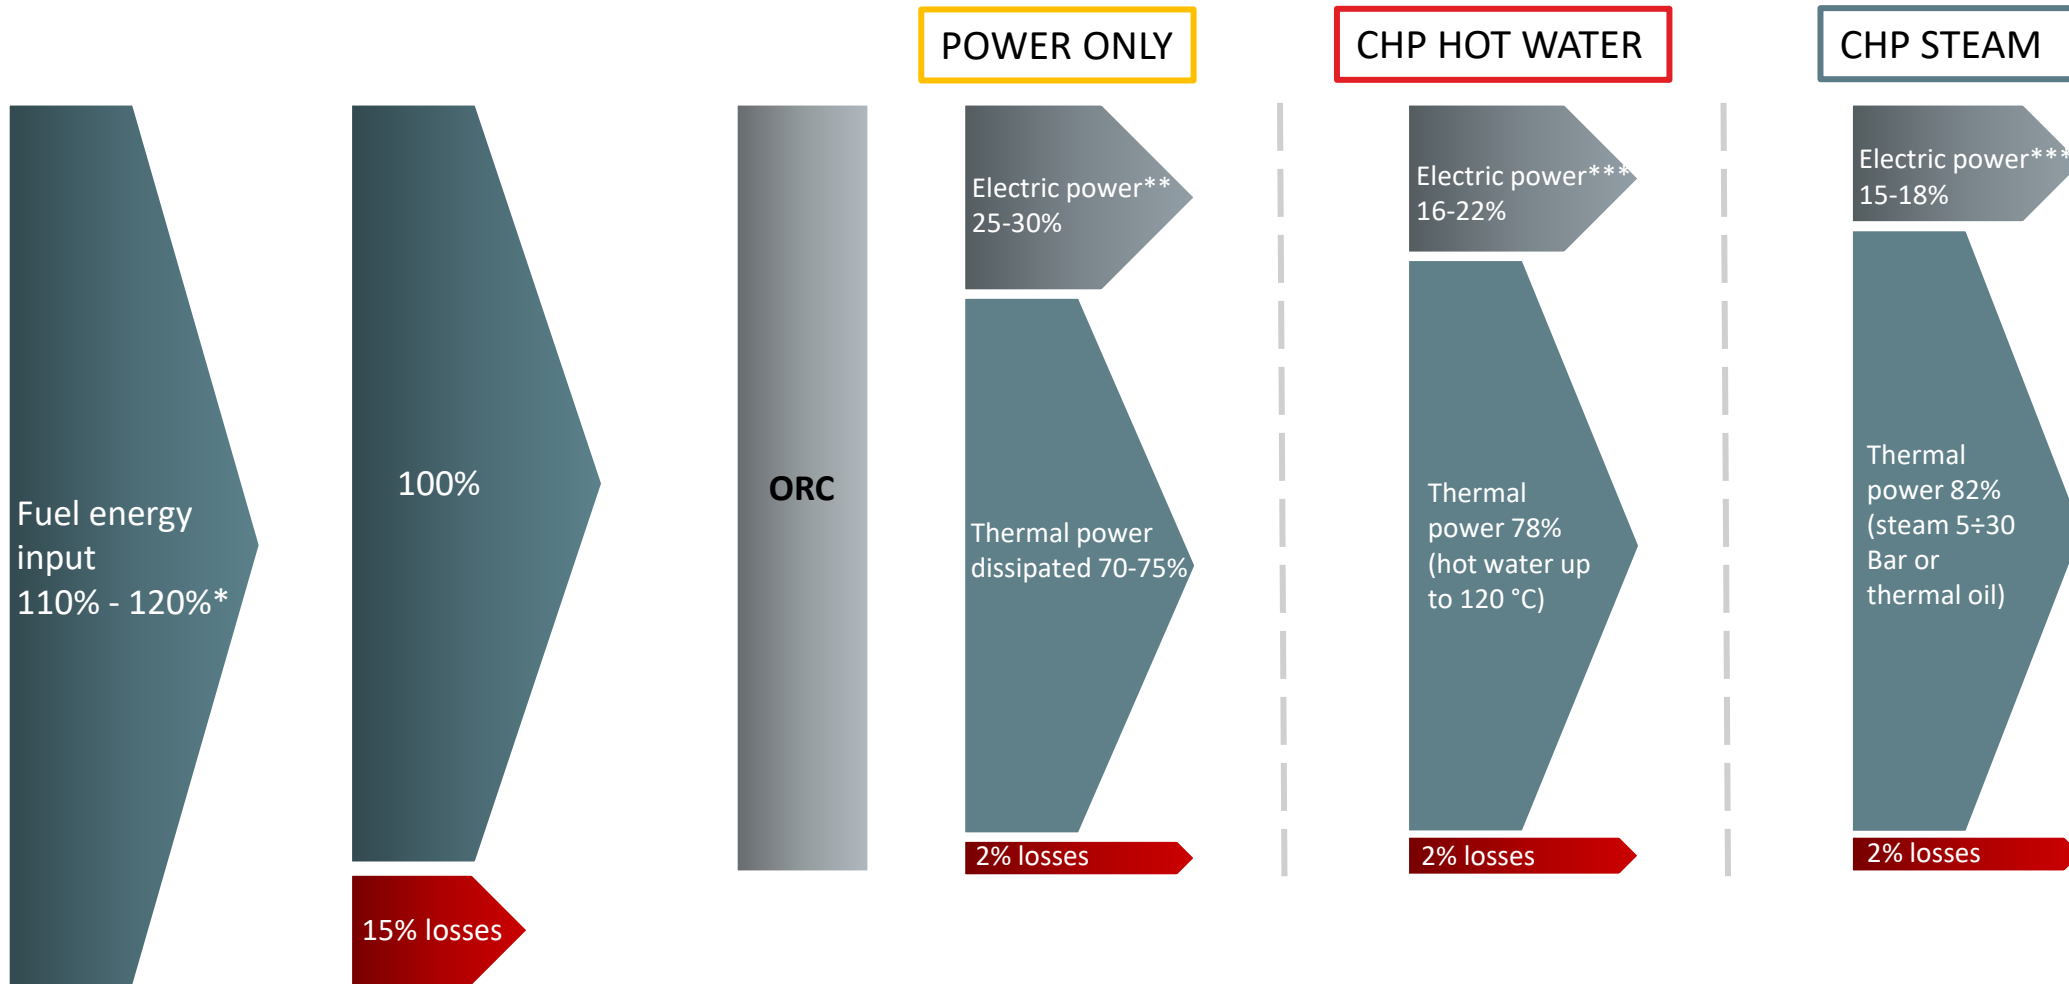 POWER ONLY
CHP HOT WATER
CHP STEAM
Fuel energy
input
110% - 120%*
100%
15% losses
ORC
Electric power**
25-30%
Thermal power
dissipated 70-75%
2% losses
Electric power***
16-22%
Thermal
power 78%
(hot water up
to 120 °C)
2% losses
Electric power***
15-18%
Thermal
power 82%
(steam 5÷30
Bar or
thermal oil)
2% losses